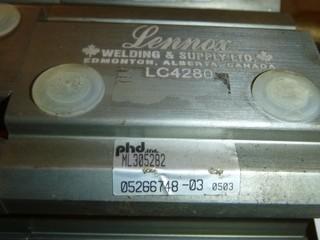 Lennox
WELDING & SUPPLY LTD.
EDMONTON, ALBERTA, CANADA
LC4280
phd inc.
ML305282
05266748-03 0503